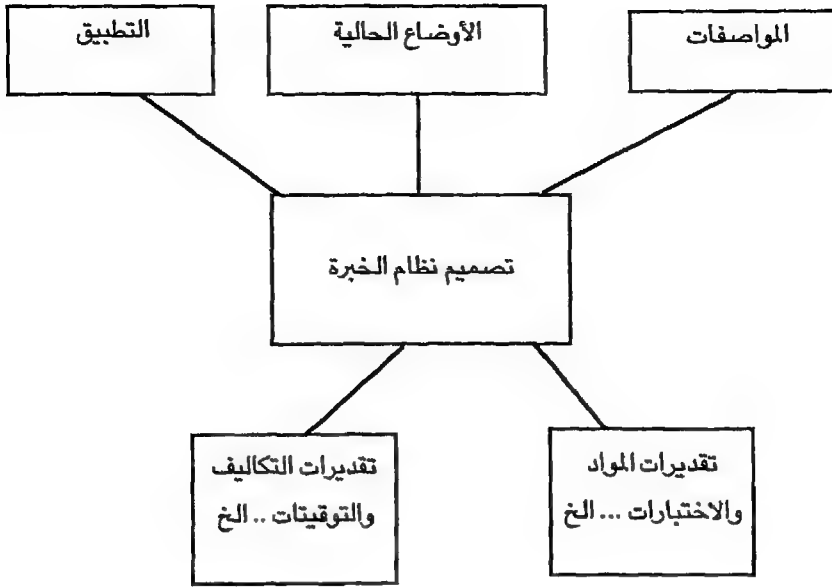 المواصفات
الأوضاع الحالية
التطبيق
تصميم نظام الخبرة
تقديرات المواد
والاختبارات ... الخ
تقديرات التكاليف
والتوقيتات .. الخ